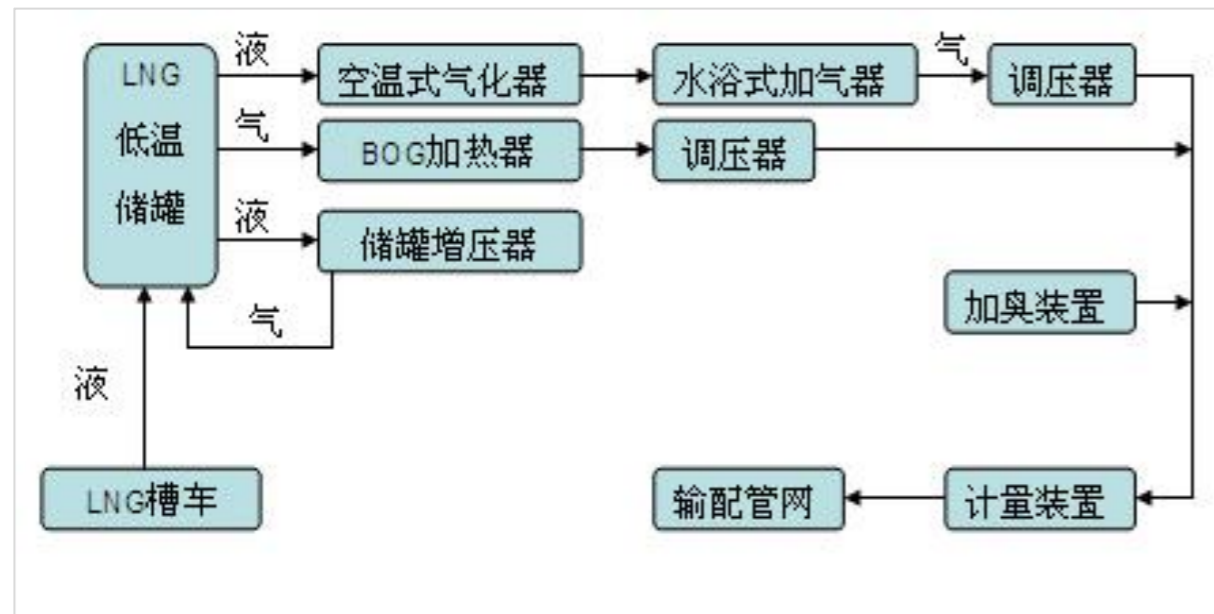 液
气
LNG
低温
储罐
空温式气化器
水浴式加气器
调压器
气
BOG加热器
调压器
液
储罐增压器
气
加臭装置
液
LNG槽车
输配管网
计量装置